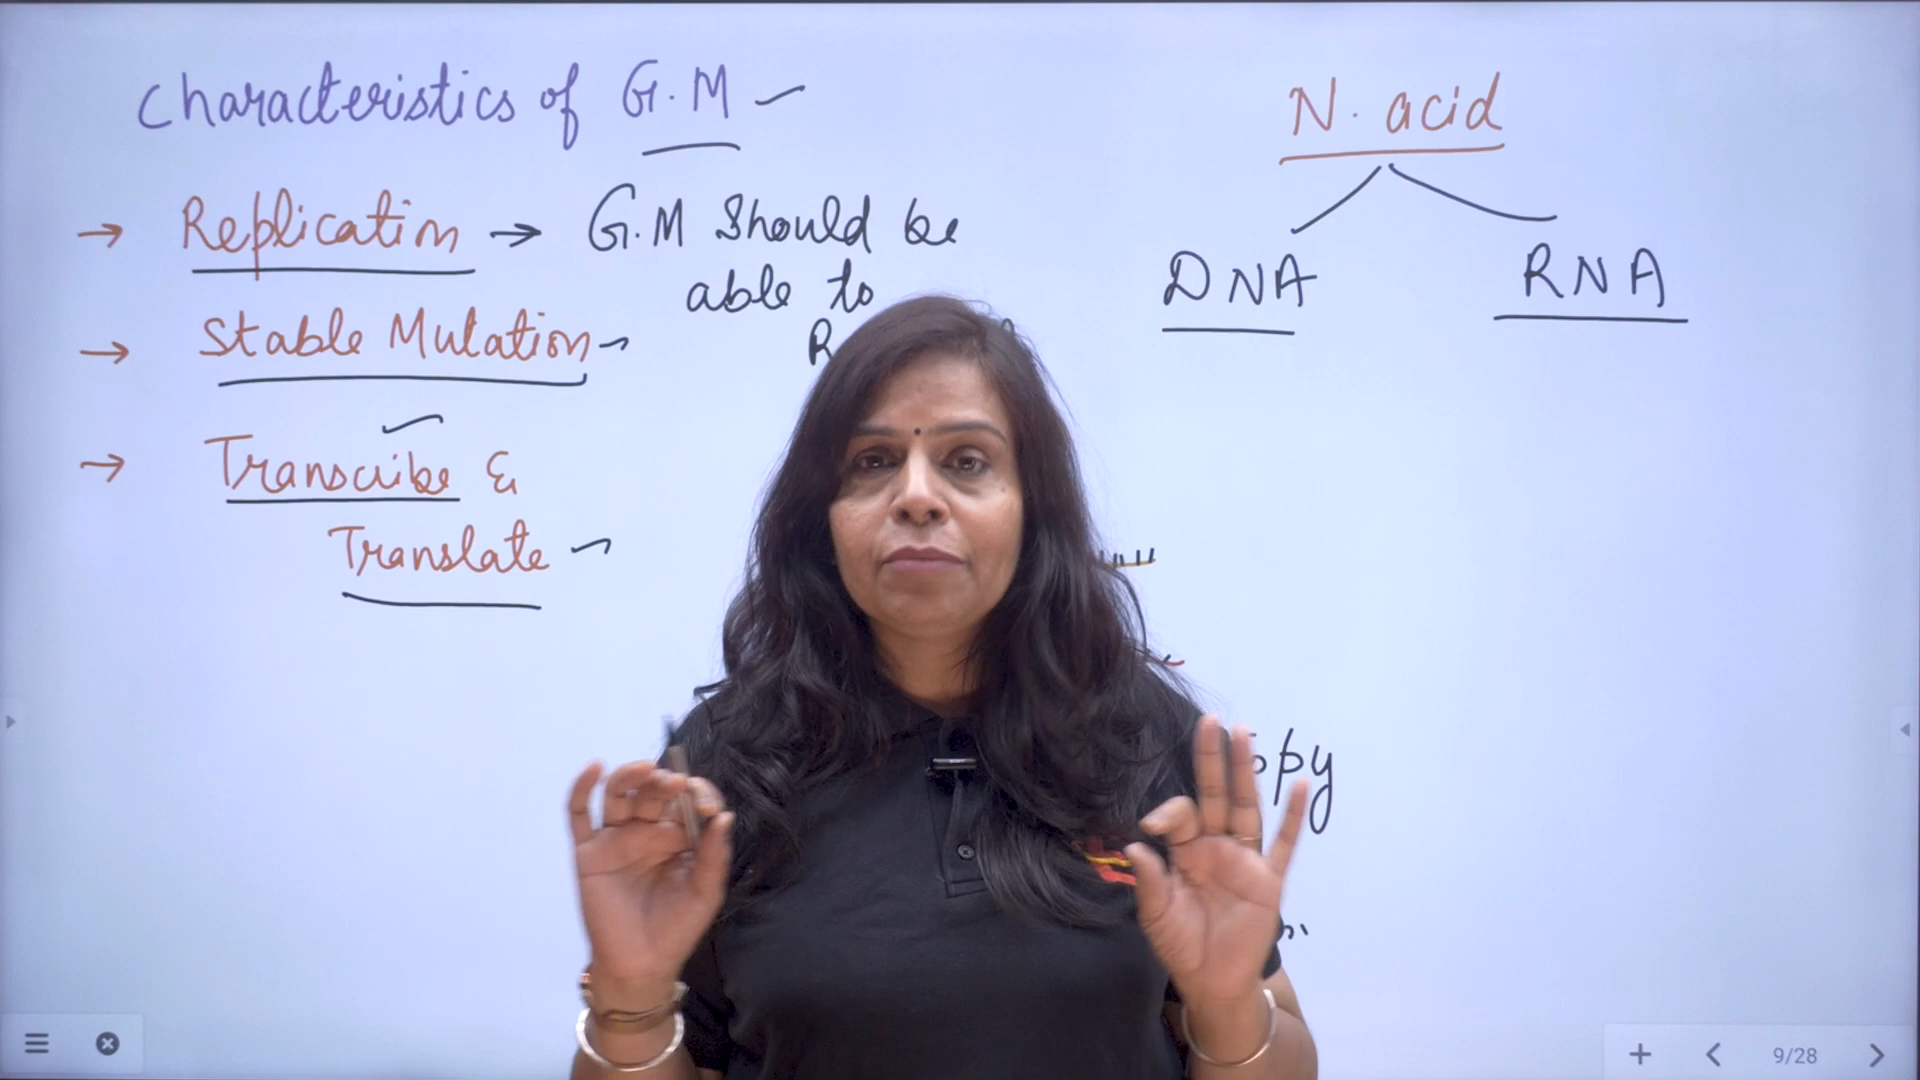 Characteristics of G.M
→ Replication → G.M Should be
able to
→ Stable Mutation
→ Transcribe &
Translate
N. acid
DNA RNA
9/28